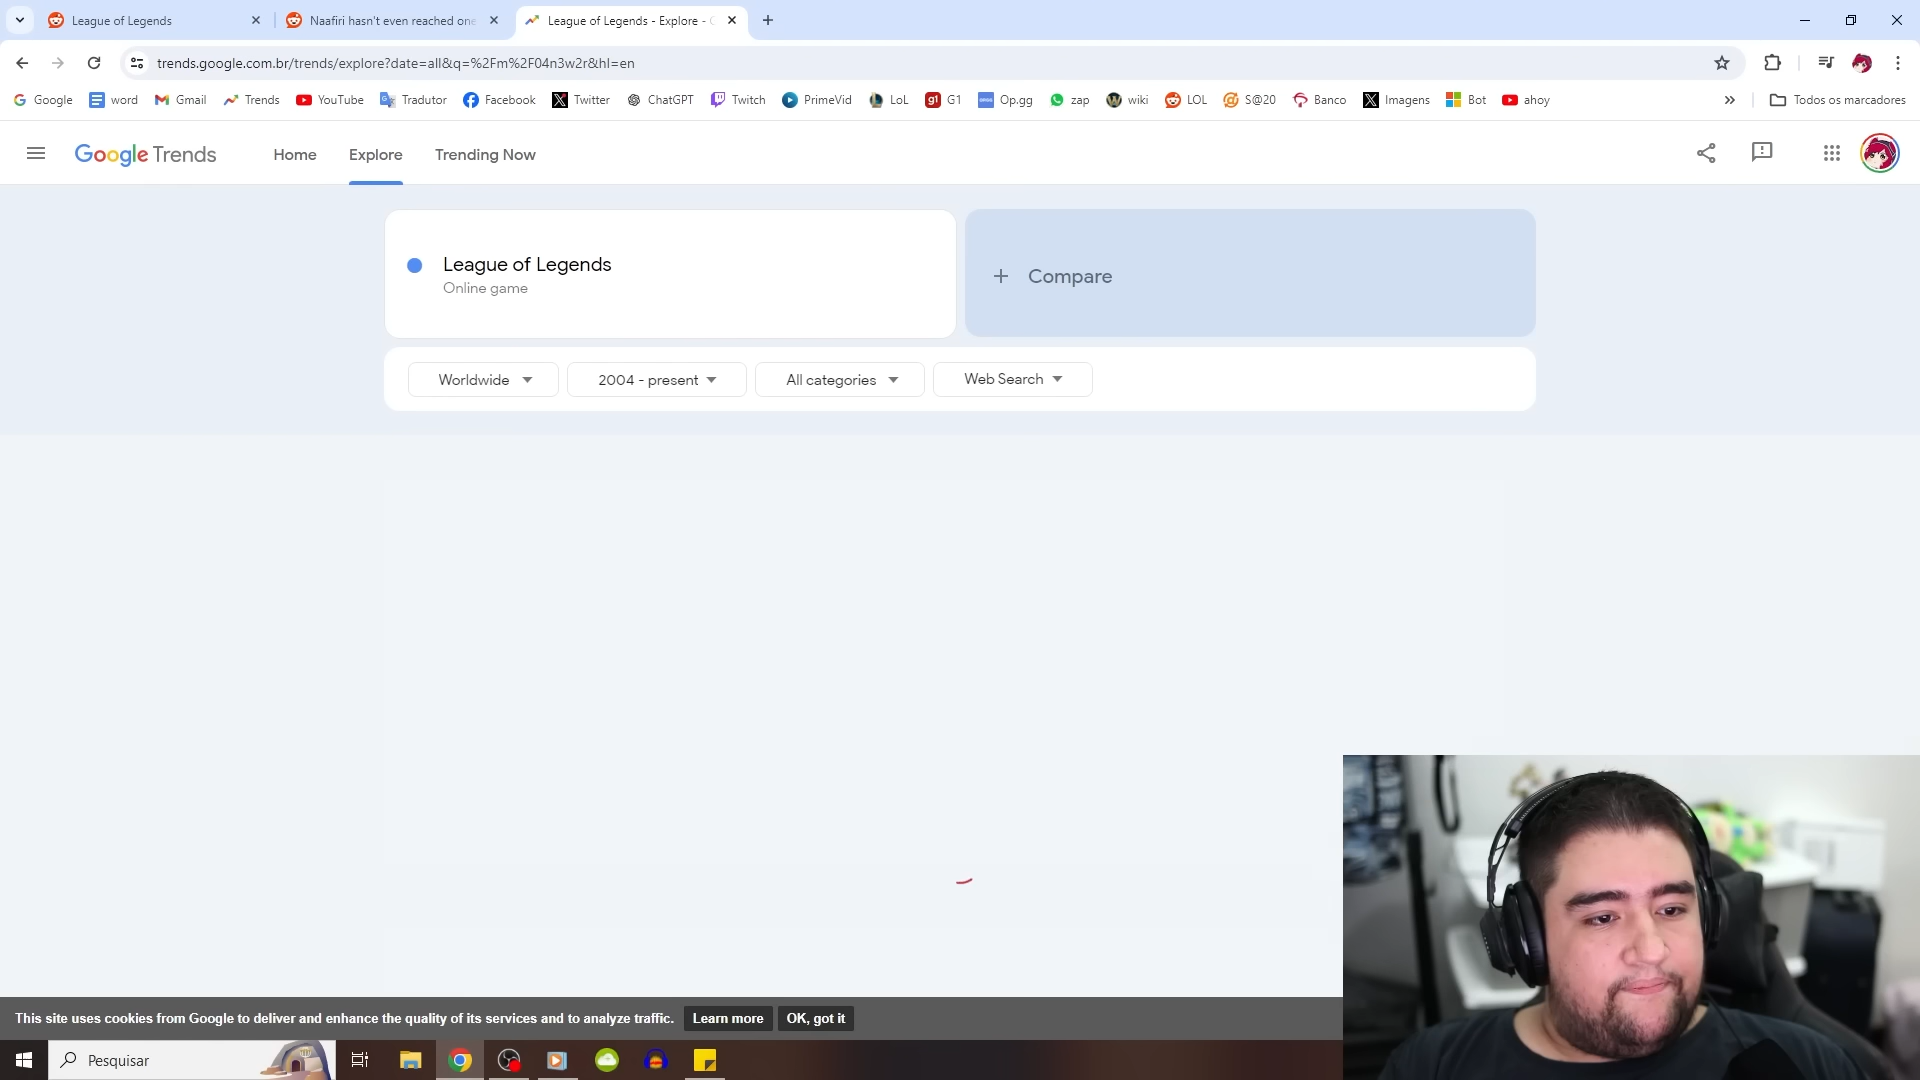 League of Legends
Naafiri hasn't even reached one
League of Legends - Explore -
trends.google.com.br/trends/explore?date=all&q=%2Fm%2F04n3w2r&hl=en
Google word Gmail Trends YouTube Tradutor Facebook Twitter ChatGPT Twitch PrimeVid LoL G1 Op.gg zap wiki LOL S@20 Banco Imagens Bot ahoy » Todos os marcadores
Google Trends Home Explore Trending Now
League of Legends
Online game
+ Compare
Worldwide 2004 - present All categories Web Search
This site uses cookies from Google to deliver and enhance the quality of its services and to analyze traffic. Learn more OK, got it
Pesquisar